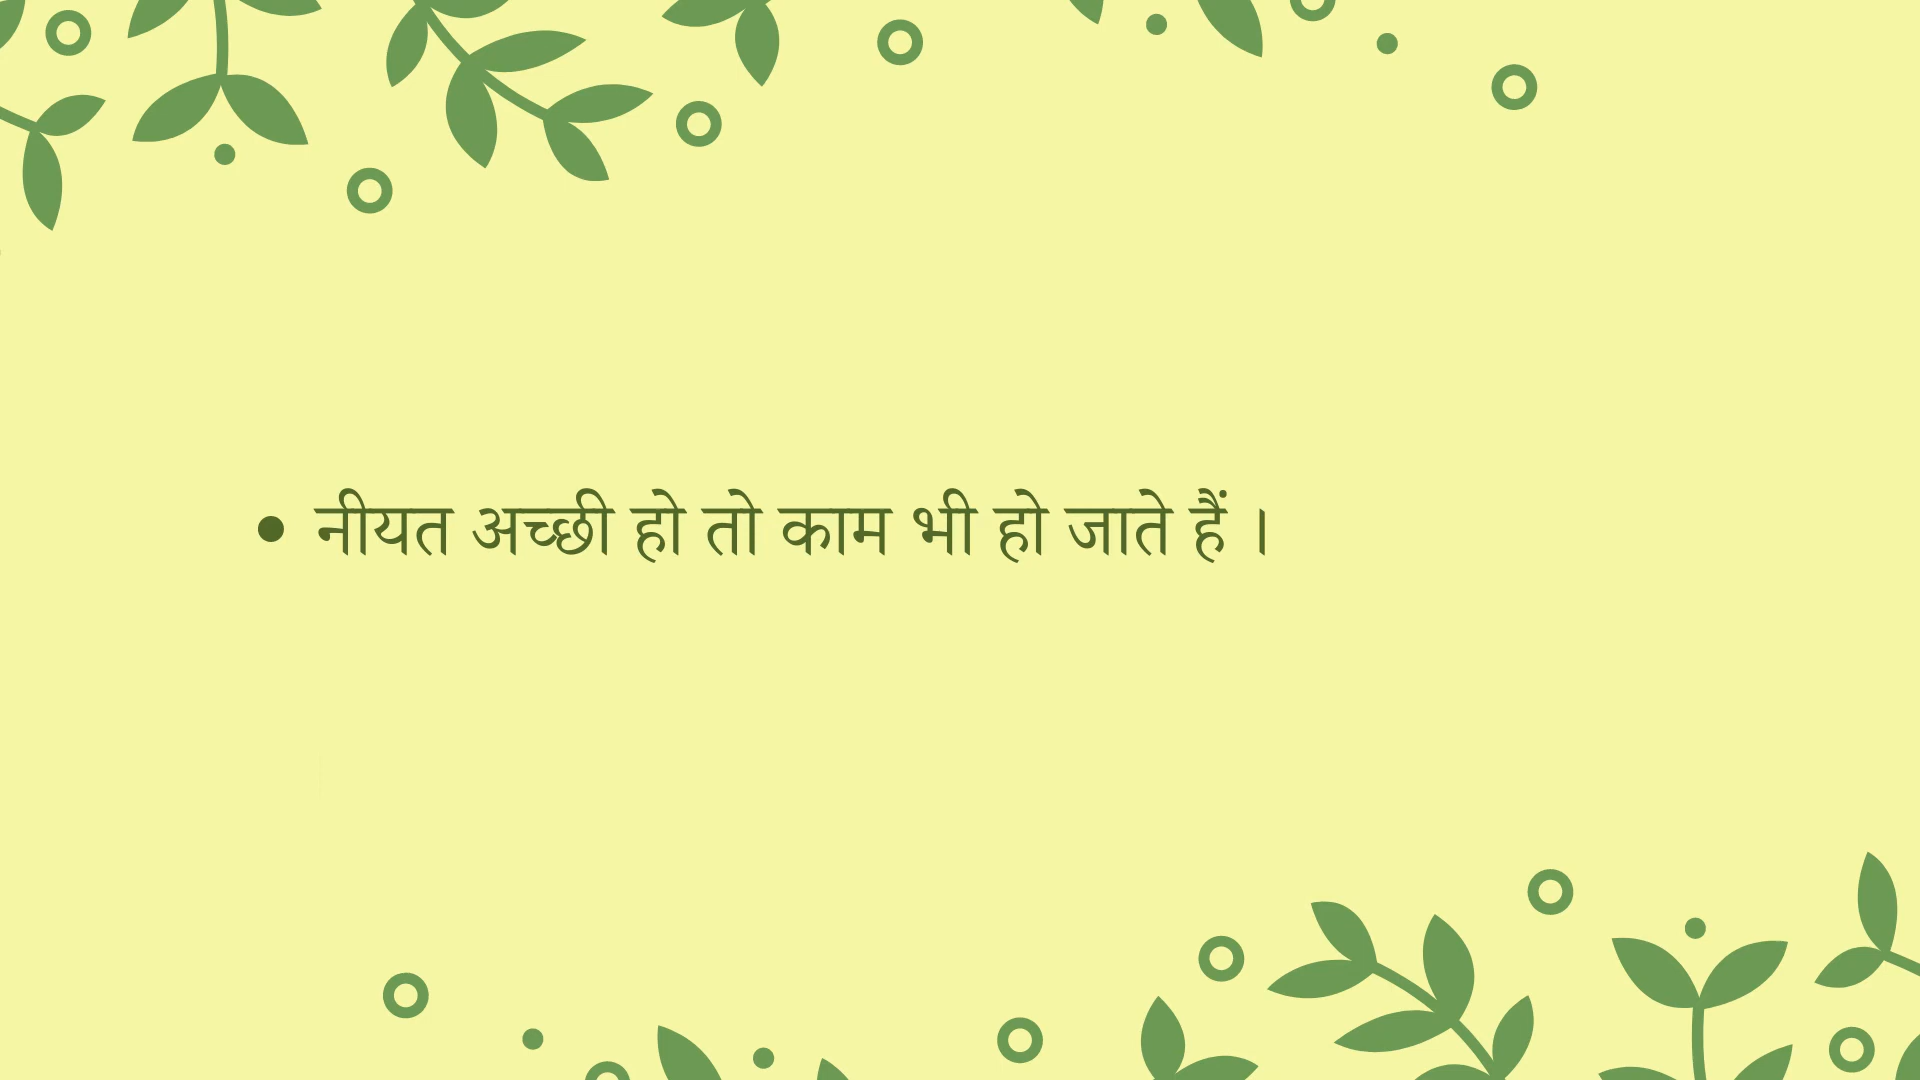 • नीयत अच्छी हो तो काम भी हो जाते हैं ।